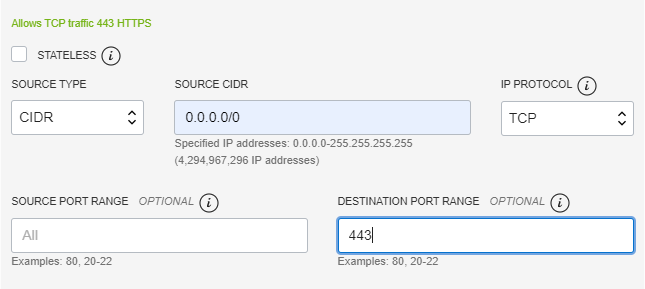 Allows TCP traffic 443 HTTPS
STATELESS i
SOURCE TYPE SOURCE CIDR IP PROTOCOL i
CIDR 0.0.0.0/0 TCP
Specified IP addresses: 0.0.0.0-255.255.255.255
(4,294,967,296 IP addresses)
SOURCE PORT RANGE OPTIONAL i DESTINATION PORT RANGE OPTIONAL i
All 443
Examples: 80, 20-22 Examples: 80, 20-22